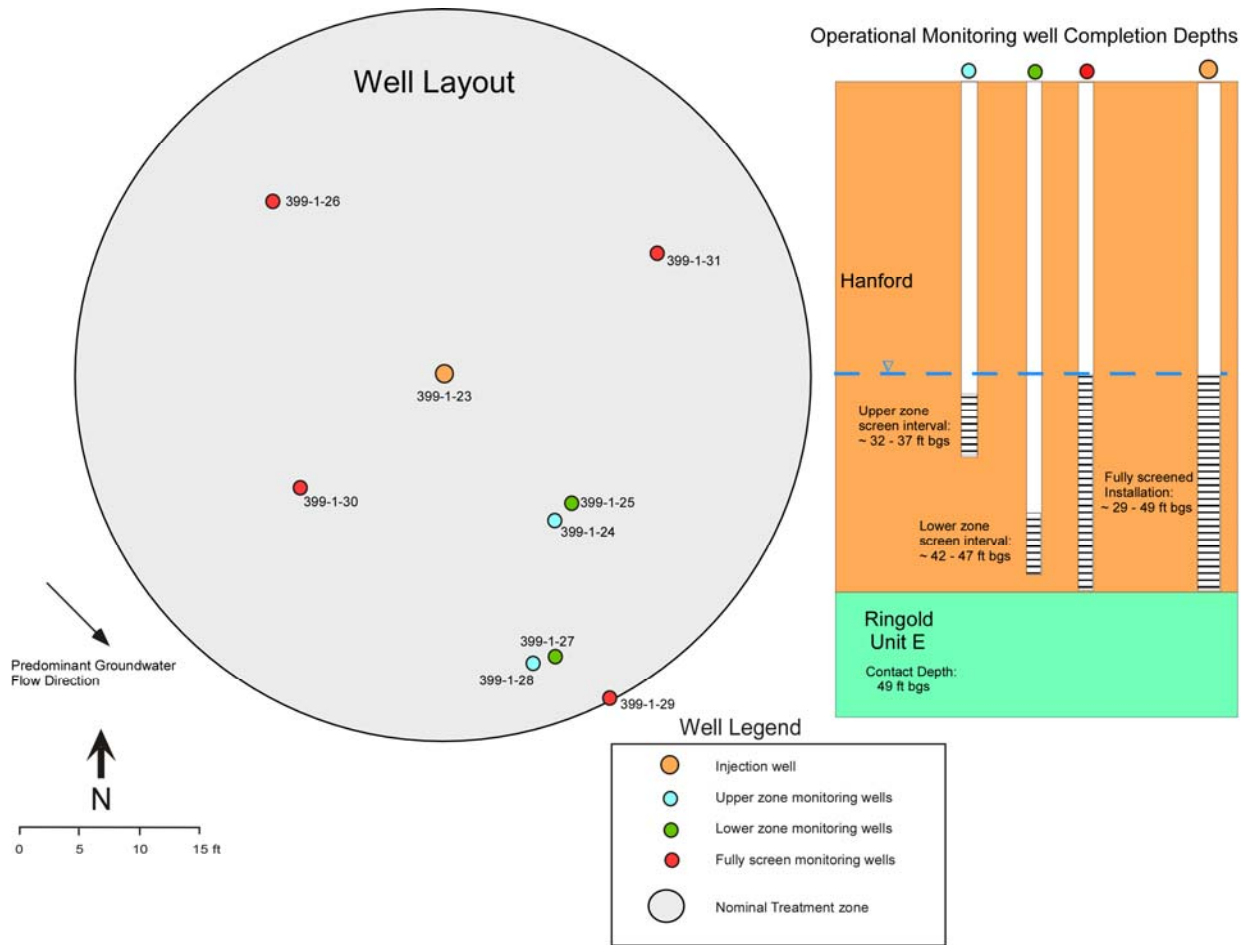 Well Layout
399-1-26
399-1-31
399-1-23
399-1-30
399-1-25
399-1-24
399-1-27
399-1-28
399-1-29
Predominant Groundwater
Flow Direction
N
0 5 10 15 ft
Operational Monitoring well Completion Depths
Hanford
Upper zone
screen interval:
~ 32 - 37 ft bgs
Lower zone
screen interval:
~ 42 - 47 ft bgs
Fully screened
Installation:
~ 29 - 49 ft bgs
Ringold
Unit E
Contact Depth:
49 ft bgs
Well Legend
Injection well
Upper zone monitoring wells
Lower zone monitoring wells
Fully screen monitoring wells
Nominal Treatment zone